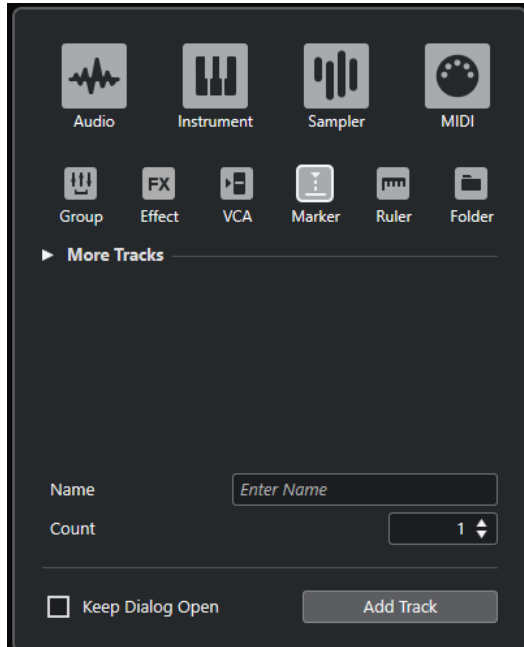 Audio Instrument Sampler MIDI
FX
Group Effect VCA Marker Ruler Folder
More Tracks
Name Enter Name
Count 1
Keep Dialog Open Add Track